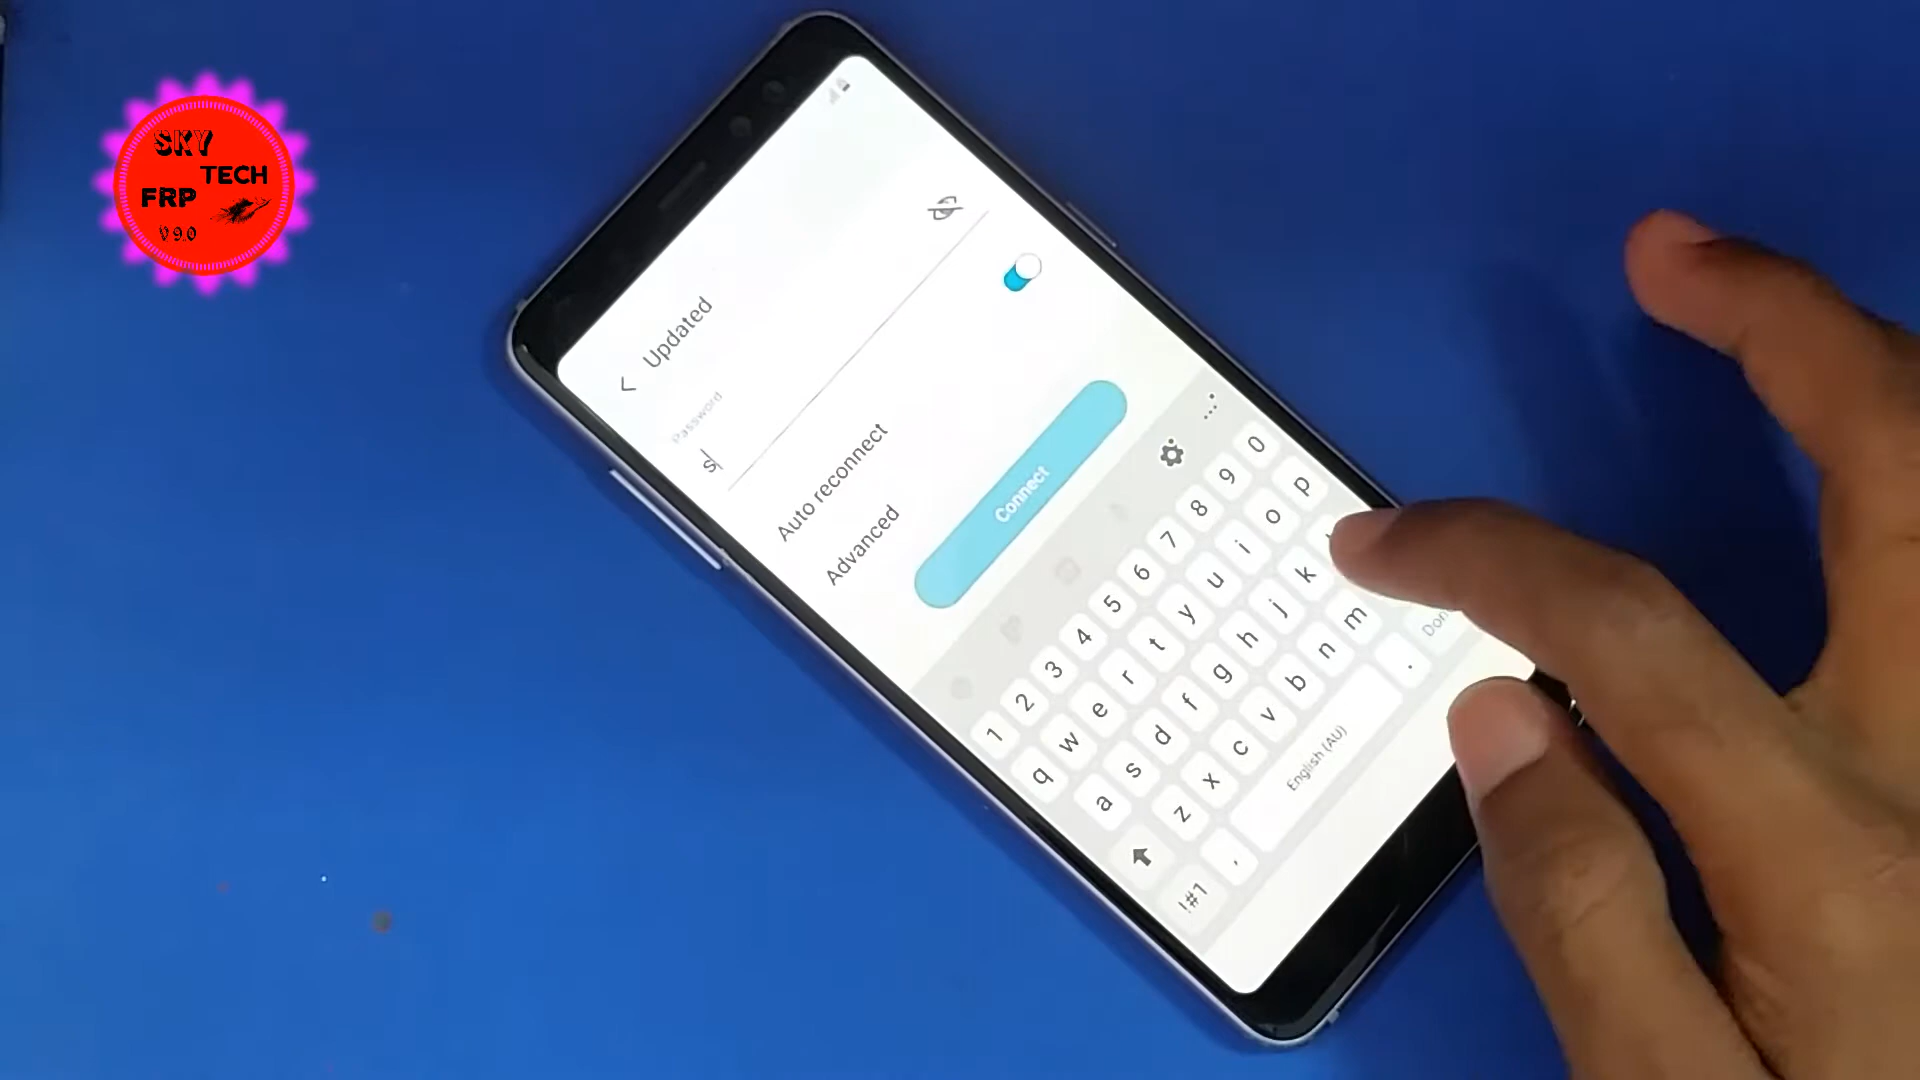 SKY
TECH
FRP
V 9.0
Updated
Password
s
Auto reconnect
Advanced
Connect
1 2 3 4 5 6 7 8 9 0
q w e r t y u i o p
a s d f g h j k
z x c v b n m
!#1 , English (AU) .